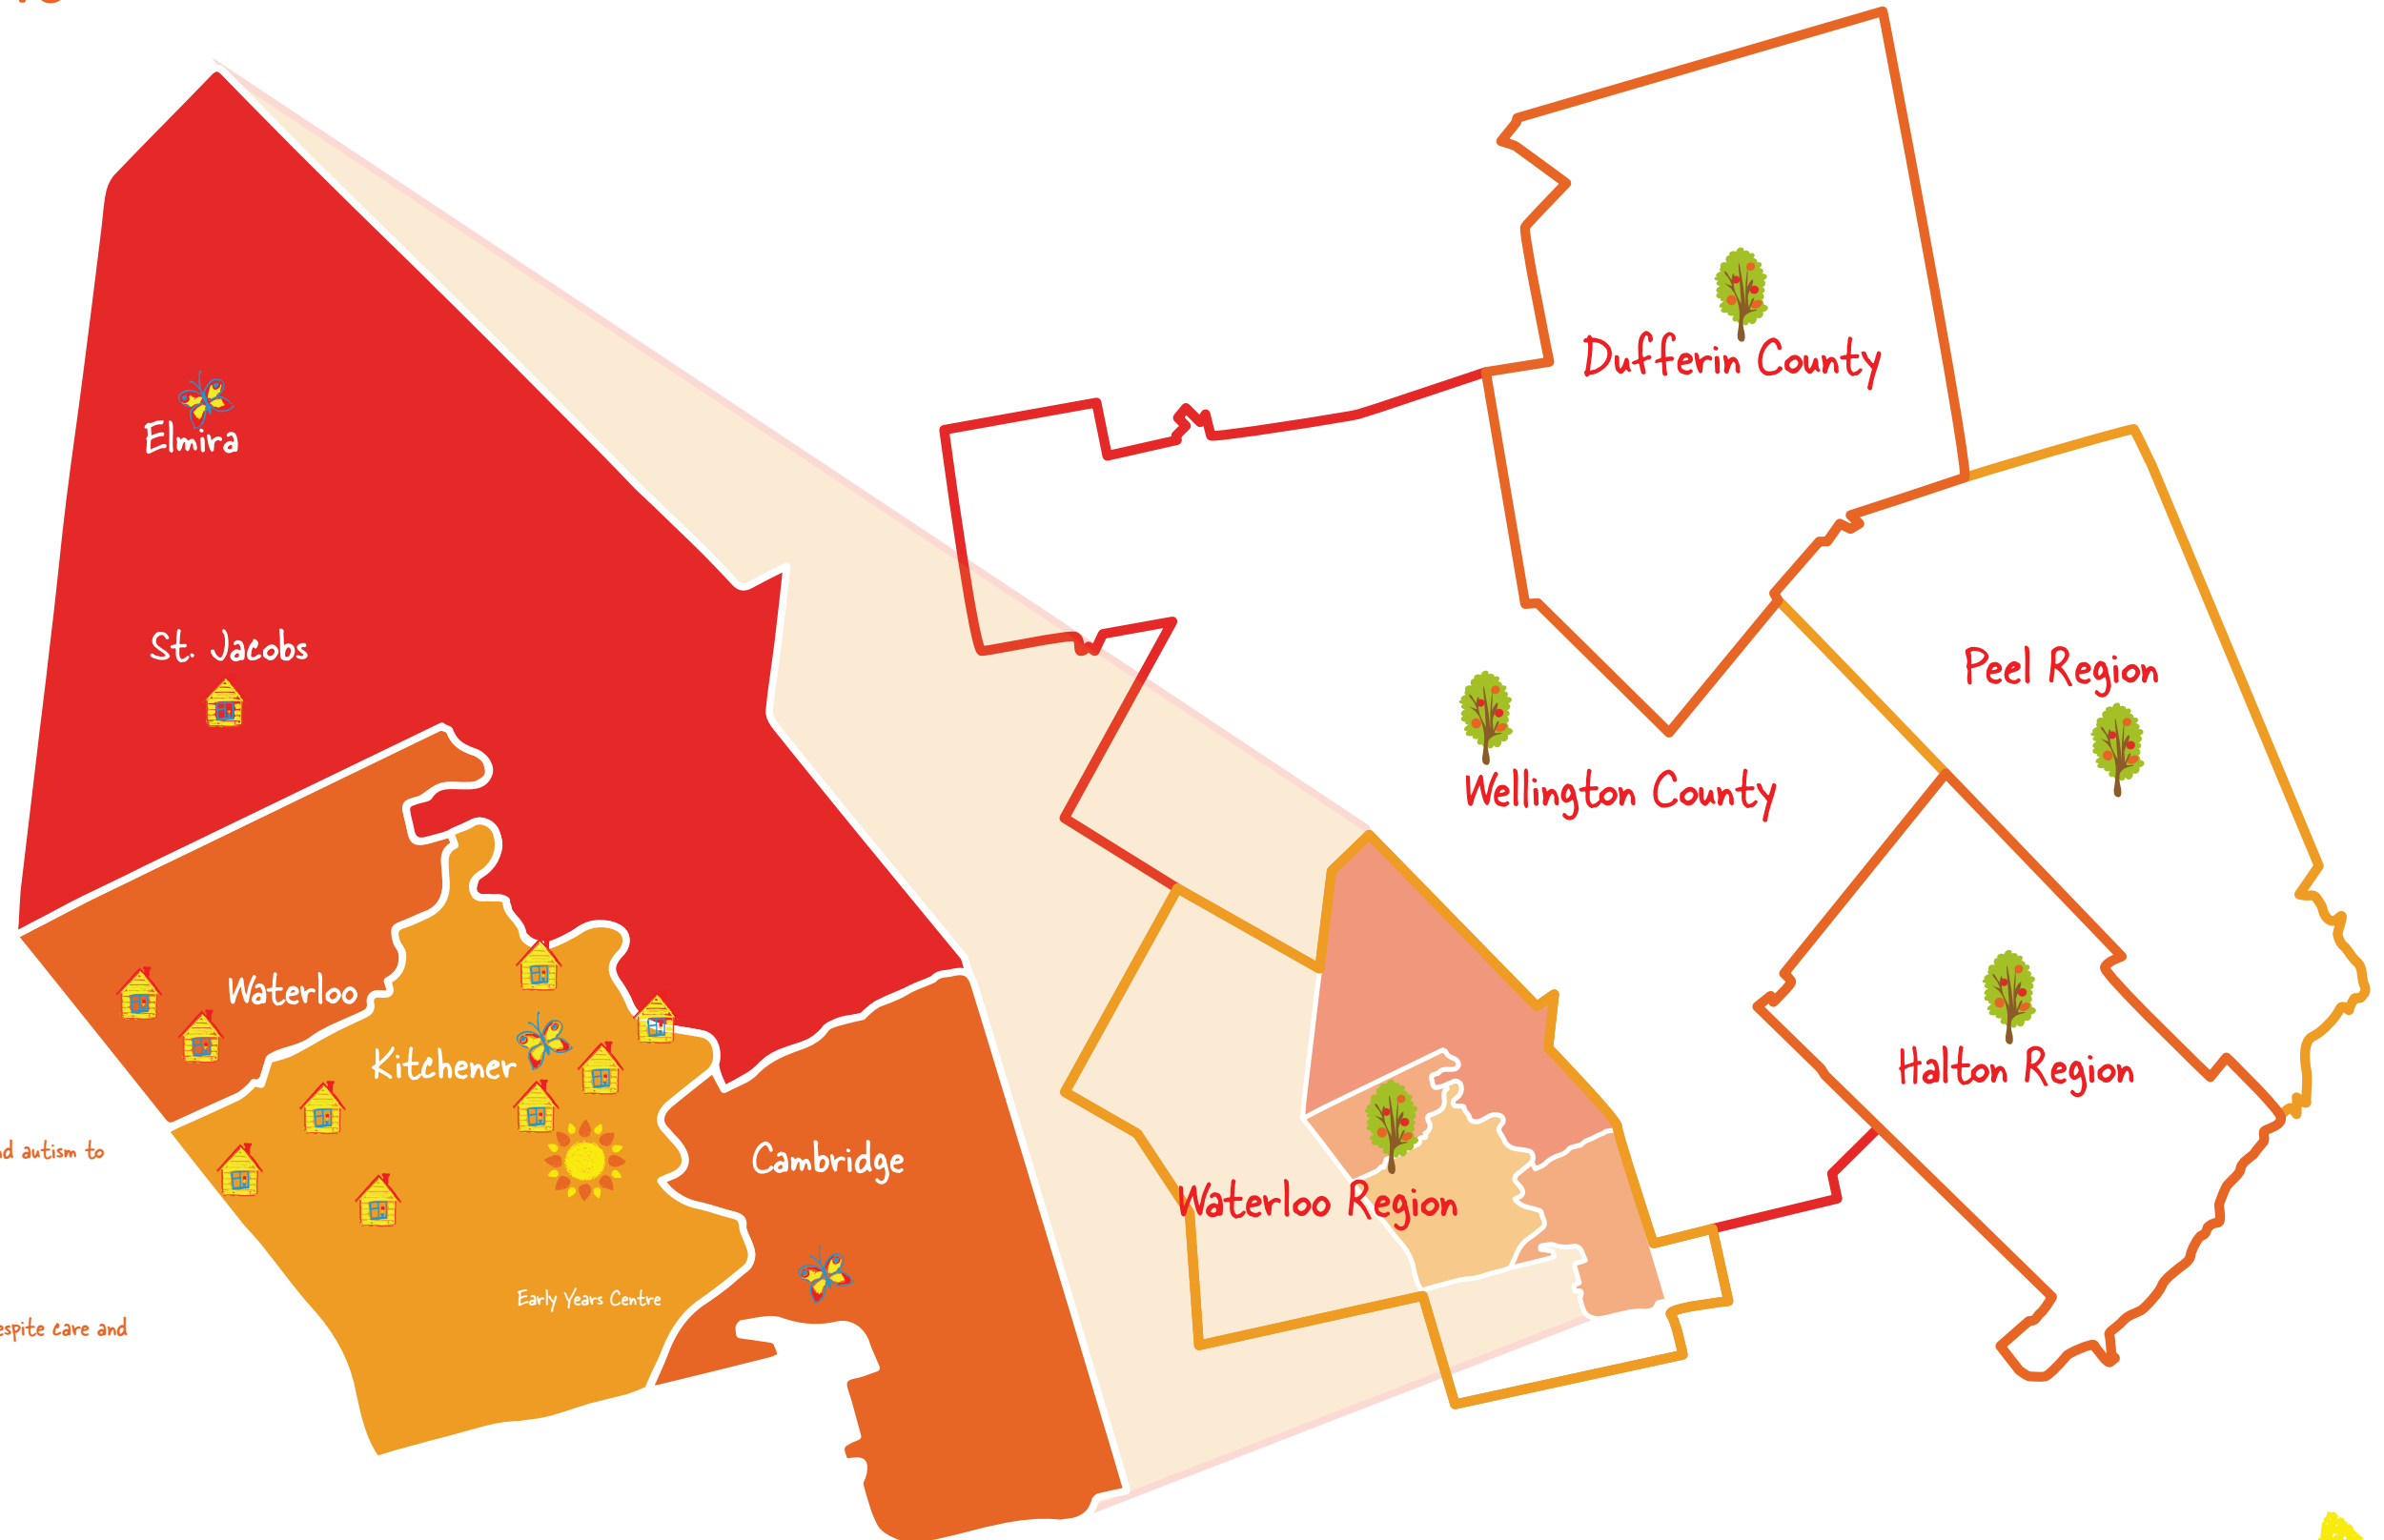 Elmira
St. Jacobs
Waterloo
Kitchener
Cambridge
Early Years Centre
autism to
care and
Dufferin County
Peel Region
Wellington County
Halton Region
Waterloo Region